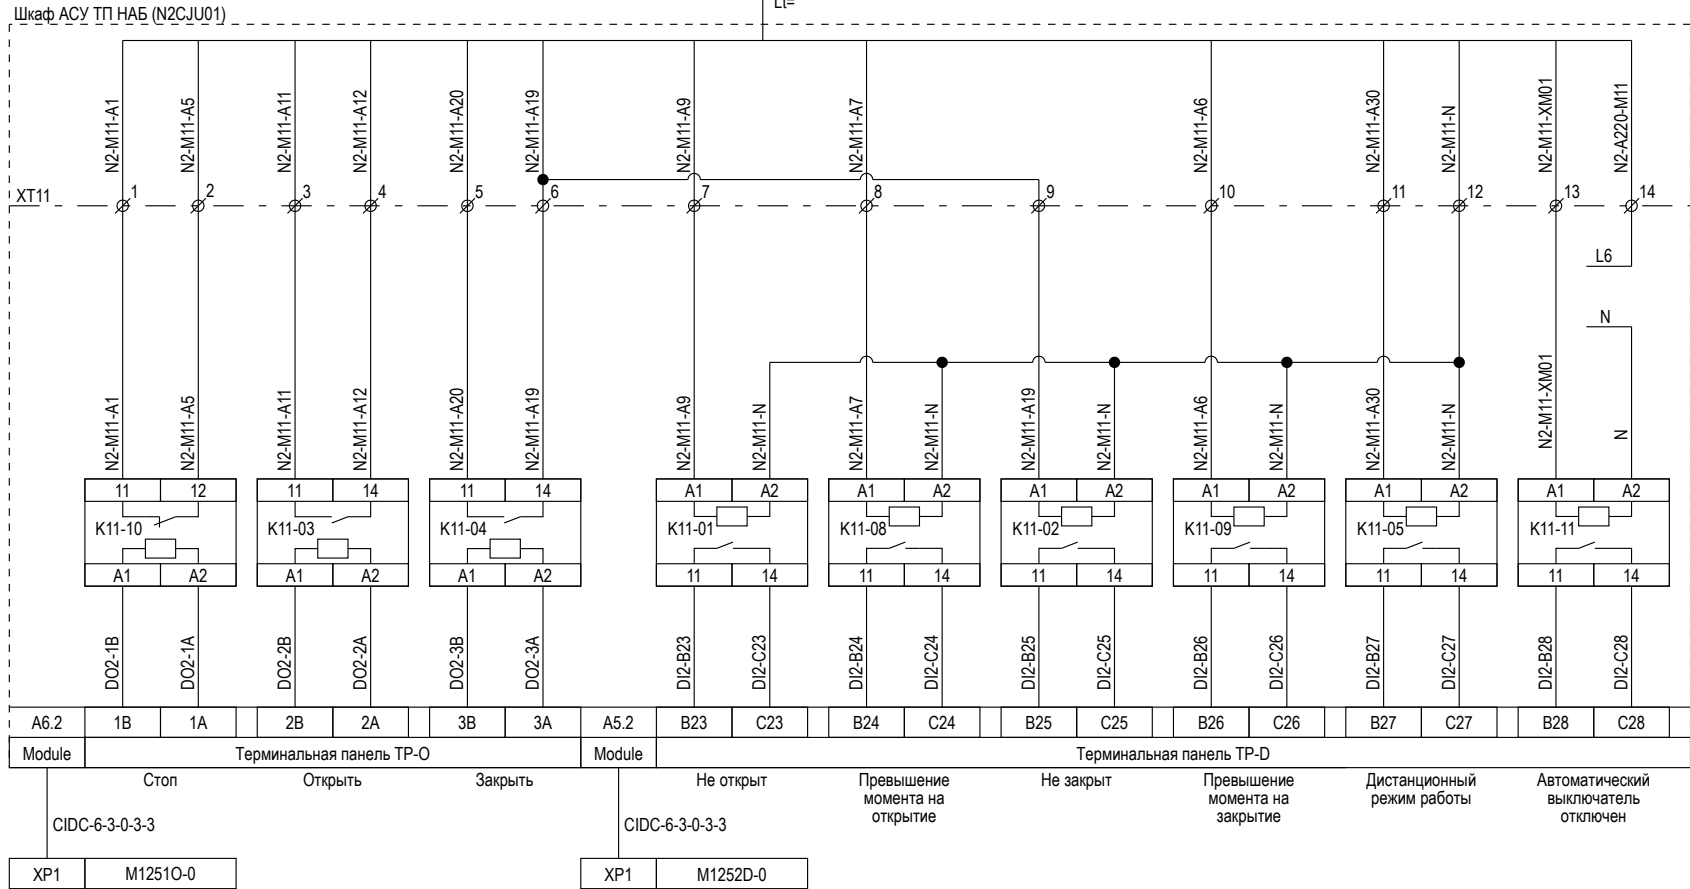 Lt=
Шкаф АСУ ТП НАБ (N2CJU01)
N2-M11-A1 N2-M11-A5 N2-M11-A11 N2-M11-A12 N2-M11-A20 N2-M11-A19 N2-M11-A9 N2-M11-A7 N2-M11-A6 N2-M11-A30 N2-M11-N N2-M11-XM01 N2-A220-M11
XT11 1 2 3 4 5 6 7 8 9 10 11 12 13 14
L6
N
N2-M11-A1 N2-M11-A5 N2-M11-A11 N2-M11-A12 N2-M11-A20 N2-M11-A19 N2-M11-A9 N2-M11-N N2-M11-A7 N2-M11-N N2-M11-A19 N2-M11-N N2-M11-A6 N2-M11-N N2-M11-A30 N2-M11-N N2-M11-XM01 N
11 12 11 14 11 14 A1 A2 A1 A2 A1 A2 A1 A2 A1 A2 A1 A2
K11-10 K11-03 K11-04 K11-01 K11-08 K11-02 K11-09 K11-05 K11-11
A1 A2 A1 A2 A1 A2 11 14 11 14 11 14 11 14 11 14 11 14
DO2-1B DO2-1A DO2-2B DO2-2A DO2-3B DO2-3A DI2-B23 DI2-C23 DI2-B24 DI2-C24 DI2-B25 DI2-C25 DI2-B26 DI2-C26 DI2-B27 DI2-C27 DI2-B28 DI2-C28
A6.2 1B 1A 2B 2A 3B 3A A5.2 B23 C23 B24 C24 B25 C25 B26 C26 B27 C27 B28 C28
Module Терминальная панель TP-O Module Терминальная панель TP-D
Стоп Открыть Закрыть Не открыт Превышение Не закрыт Превышение Дистанционный Автоматический
момента на момента на режим работы выключатель
открытие закрытие отключен
CIDC-6-3-0-3-3 CIDC-6-3-0-3-3
XP1 M1251O-0 XP1 M1252D-0